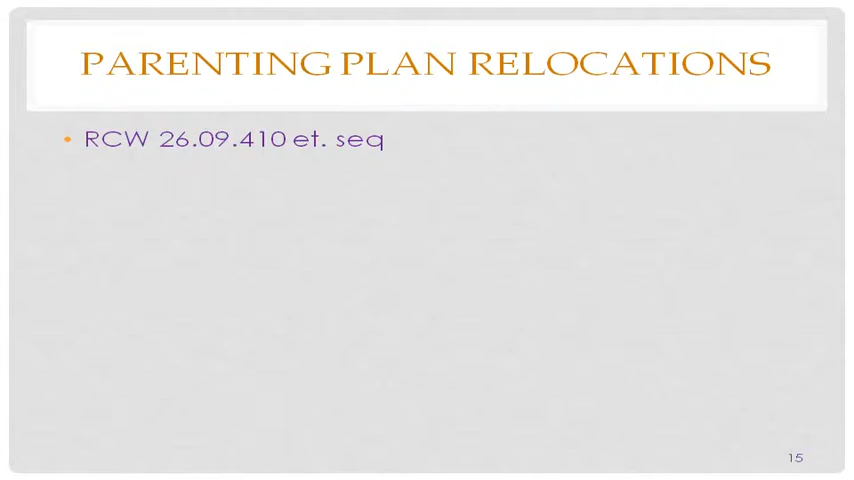 PARENTING PLAN RELOCATIONS
• RCW 26.09.410 et. seq
15